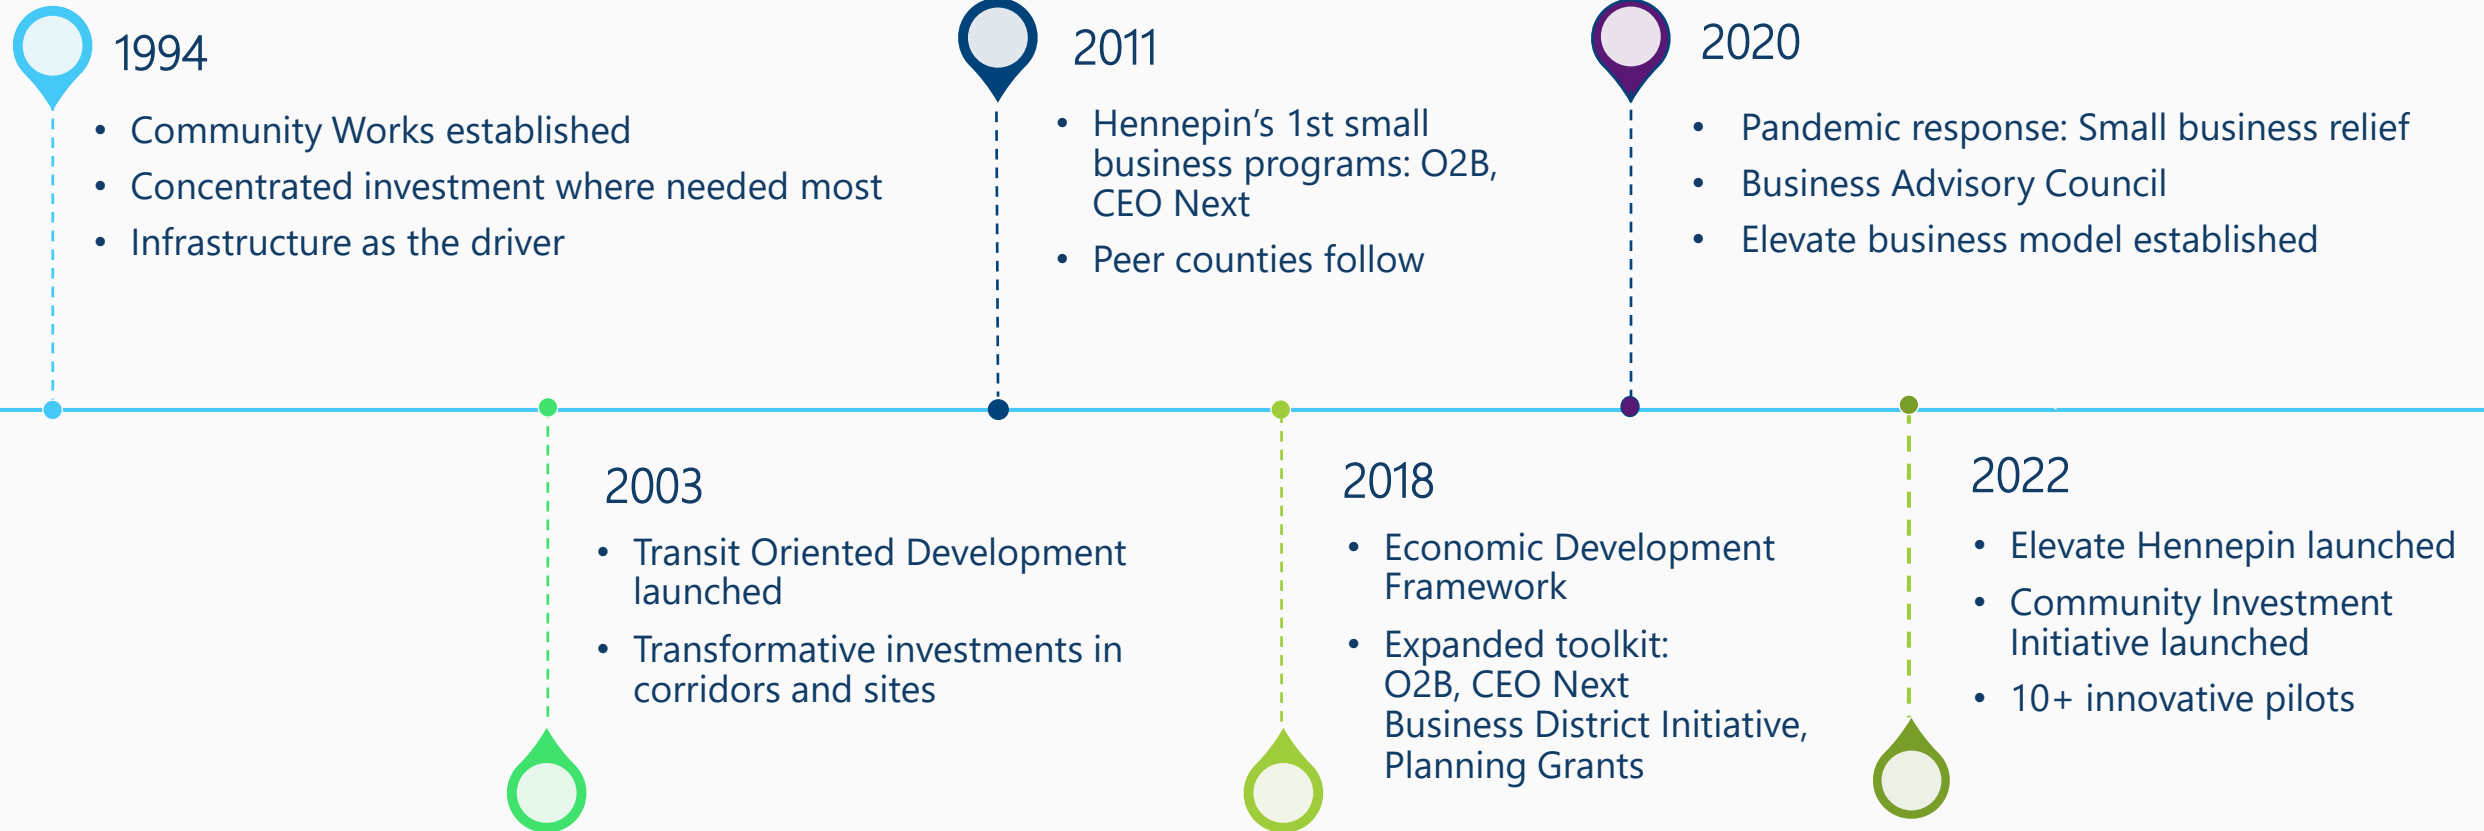 1994
• Community Works established
• Concentrated investment where needed most
• Infrastructure as the driver
2003
• Transit Oriented Development
launched
• Transformative investments in
corridors and sites
2011
• Hennepin’s 1st small
business programs: O2B,
CEO Next
• Peer counties follow
2018
• Economic Development
Framework
• Expanded toolkit:
O2B, CEO Next
Business District Initiative,
Planning Grants
2020
• Pandemic response: Small business relief
• Business Advisory Council
• Elevate business model established
2022
• Elevate Hennepin launched
• Community Investment
Initiative launched
• 10+ innovative pilots